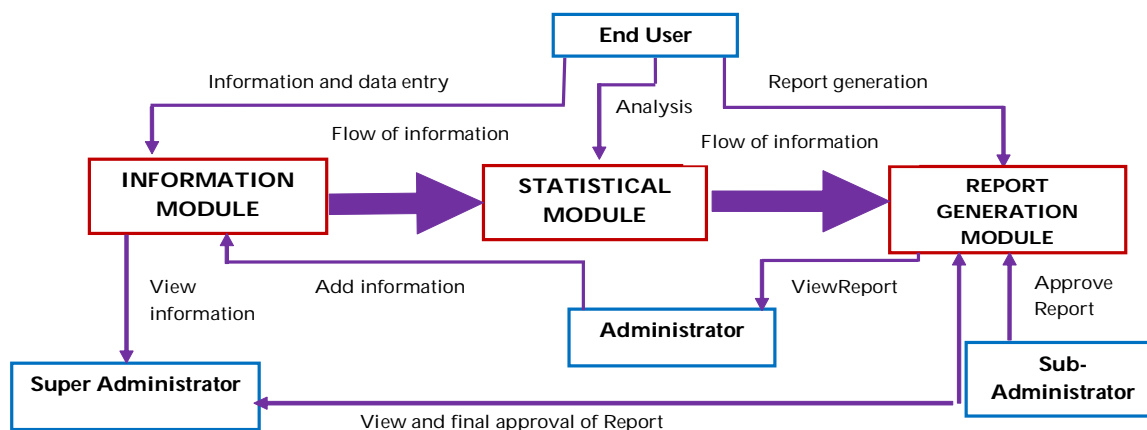 End User
Information and data entry
Report generation
Analysis
Flow of information
Flow of information
INFORMATION
MODULE
STATISTICAL
MODULE
REPORT
GENERATION
MODULE
View
information
Add information
ViewReport
Approve
Report
Administrator
Super Administrator
Sub-
Administrator
View and final approval of Report